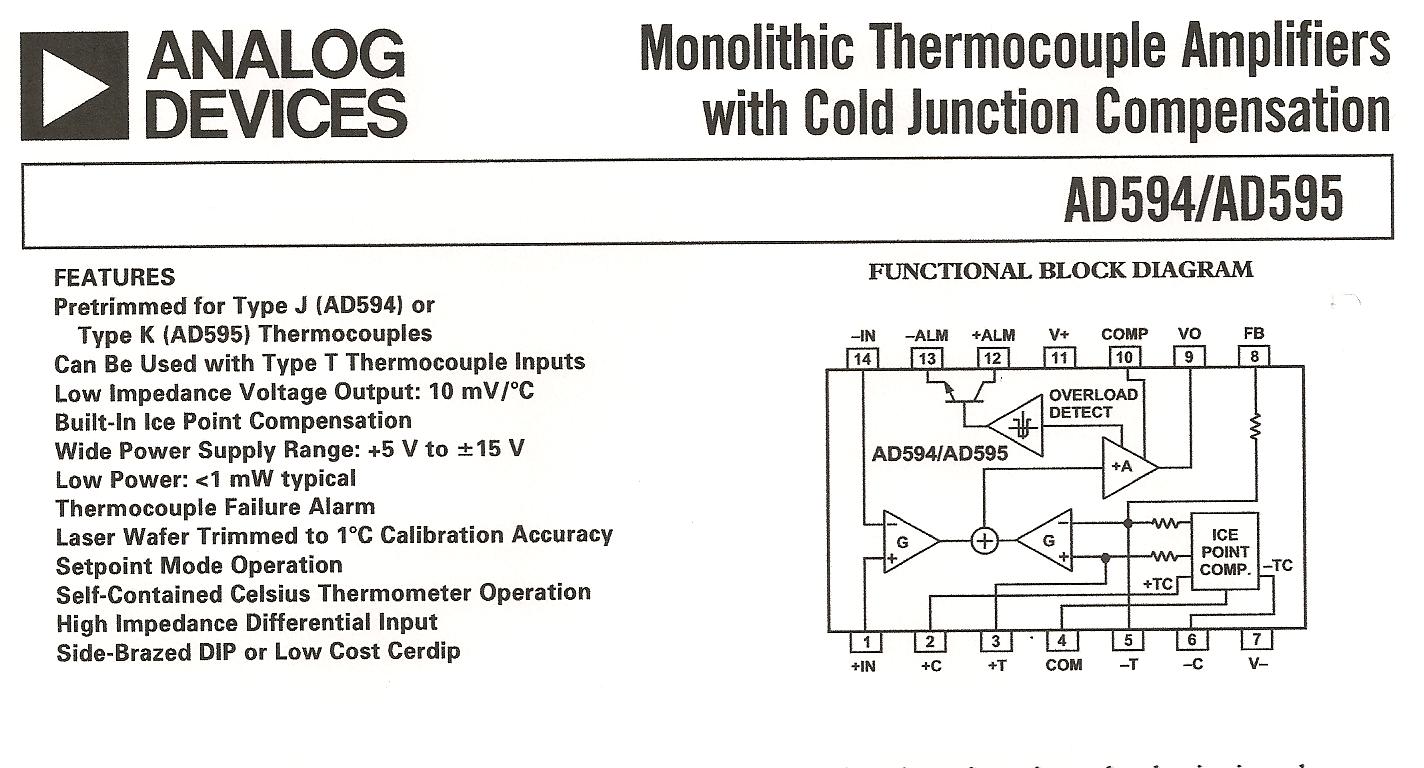 ANALOG
DEVICES
Monolithic Thermocouple Amplifiers
with Cold Junction Compensation
AD594/AD595
FEATURES
Pretrimmed for Type J (AD594) or
Type K (AD595) Thermocouples
Can Be Used with Type T Thermocouple Inputs
Low Impedance Voltage Output: 10 mV/°C
Built-In Ice Point Compensation
Wide Power Supply Range: +5 V to ±15 V
Low Power: <1 mW typical
Thermocouple Failure Alarm
Laser Wafer Trimmed to 1°C Calibration Accuracy
Setpoint Mode Operation
Self-Contained Celsius Thermometer Operation
High Impedance Differential Input
Side-Brazed DIP or Low Cost Cerdip
FUNCTIONAL BLOCK DIAGRAM
–IN –ALM +ALM V+ COMP VO FB
14 13 12 11 10 9 8
OVERLOAD
DETECT
AD594/AD595
+A
– –
G + G
+ +
ICE
POINT
COMP.
–TC
+TC
1 2 3 4 5 6 7
+IN +C +T COM –T –C V–